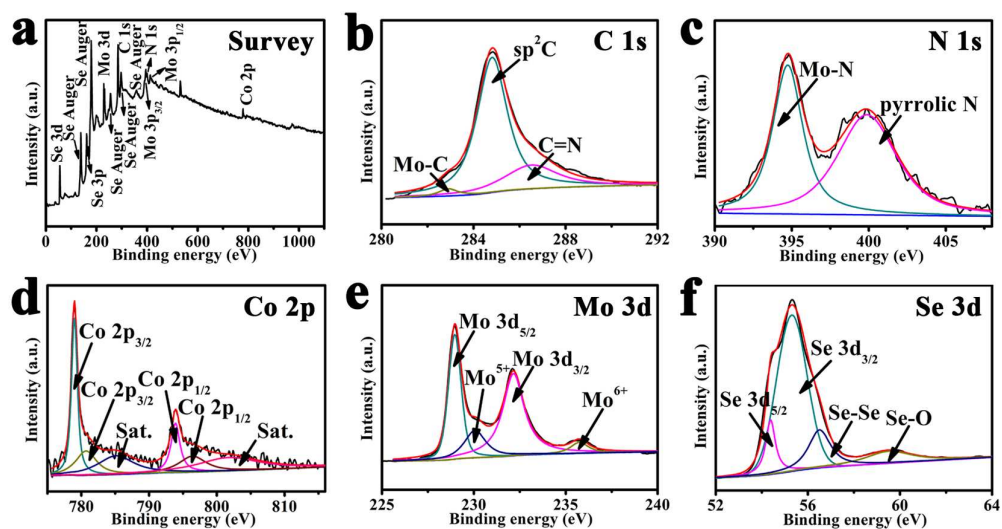 a
Survey
Se 3d
Se Auger
Se 3p
Se Auger
Mo 3d
Se Auger
C 1s
Se Auger
Se Auger
N 1s
Mo 3p3/2
Mo 3p1/2
Co 2p
Intensity (a.u.)
0 200 400 600 800 1000
Binding energy (eV)
b
C 1s
sp2C
C=N
Mo-C
Intensity (a.u.)
280 284 288 292
Binding energy (eV)
c
N 1s
Mo-N
pyrrolic N
Intensity (a.u.)
390 395 400 405
Binding energy (eV)
d
Co 2p
Co 2p3/2
Co 2p3/2
Sat.
Co 2p1/2
Co 2p1/2
Sat.
Intensity (a.u.)
780 790 800 810
Binding energy (eV)
e
Mo 3d
Mo 3d5/2
Mo5+
Mo 3d3/2
Mo6+
Intensity (a.u.)
225 230 235 240
Binding energy (eV)
f
Se 3d
Se 3d5/2
Se 3d3/2
Se-Se
Se-O
Intensity (a.u.)
52 56 60 64
Binding energy (eV)